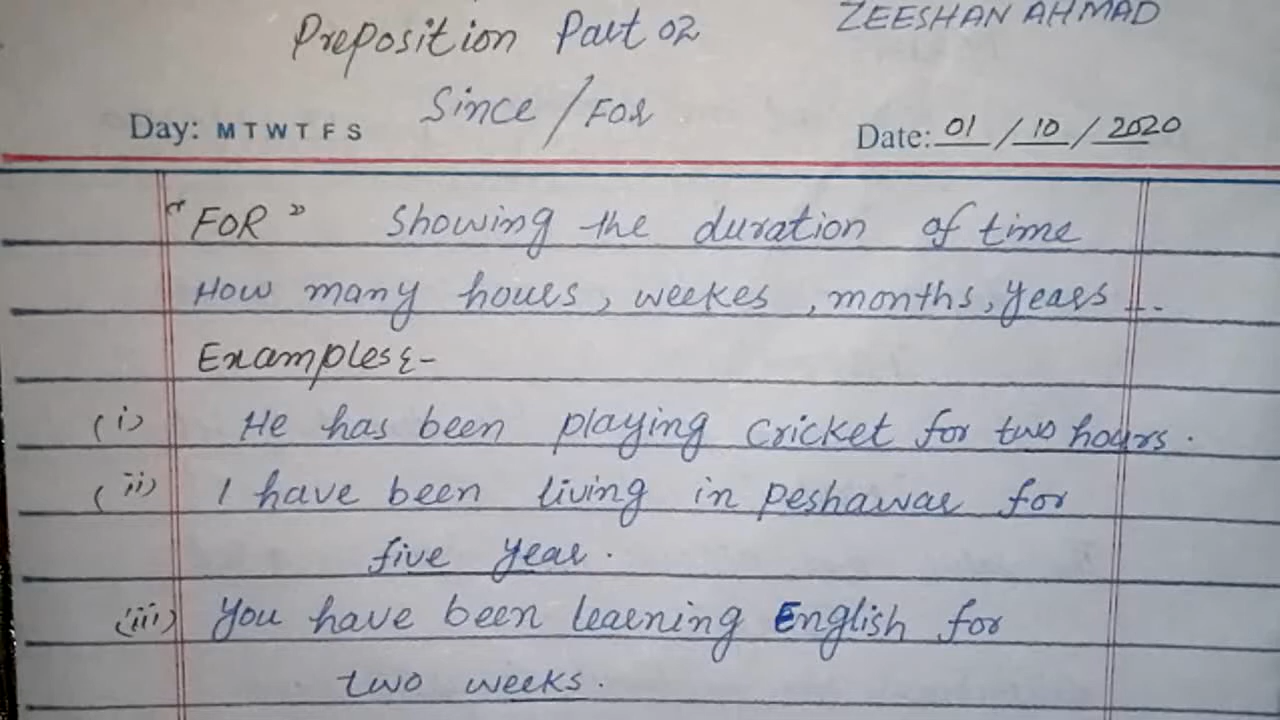 Preposition Part 02
ZEESHAN AHMAD
Since / For
Day: M T W T F S
Date: 01 / 10 / 2020
"FOR" Showing the duration of time
How many hours, weekes, months, years ...
Examples:-
(i) He has been playing cricket for two hours.
(ii) I have been living in peshawar for
five year.
(iii) You have been learning English for
two weeks.